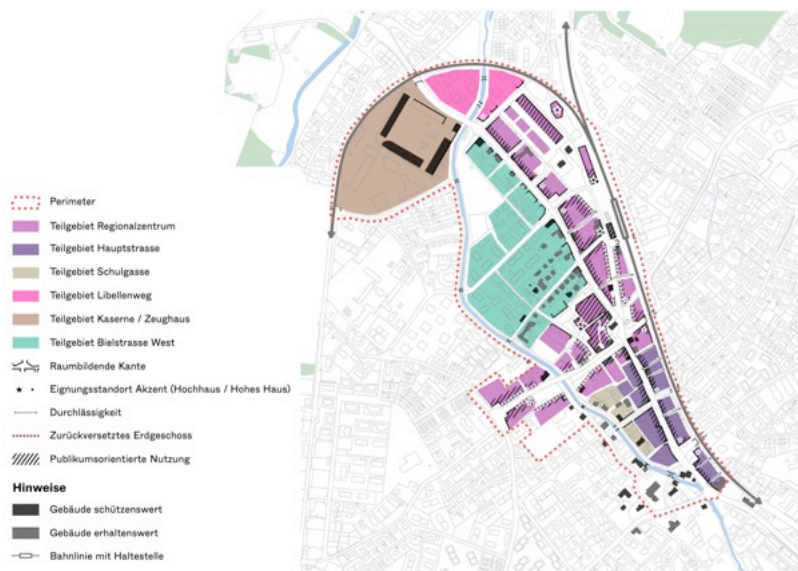 Perimeter
Teilgebiet Regionalzentrum
Teilgebiet Hauptstrasse
Teilgebiet Schulgasse
Teilgebiet Libellenweg
Teilgebiet Kaserne / Zeughaus
Teilgebiet Bielstrasse West
Raumbildende Kante
Eignungsstandort Akzent (Hochhaus / Hohes Haus)
Durchlässigkeit
Zurückversetztes Erdgeschoss
Publikumsorientierte Nutzung
Hinweise
Gebäude schützenswert
Gebäude erhaltenswert
Bahnlinie mit Haltestelle